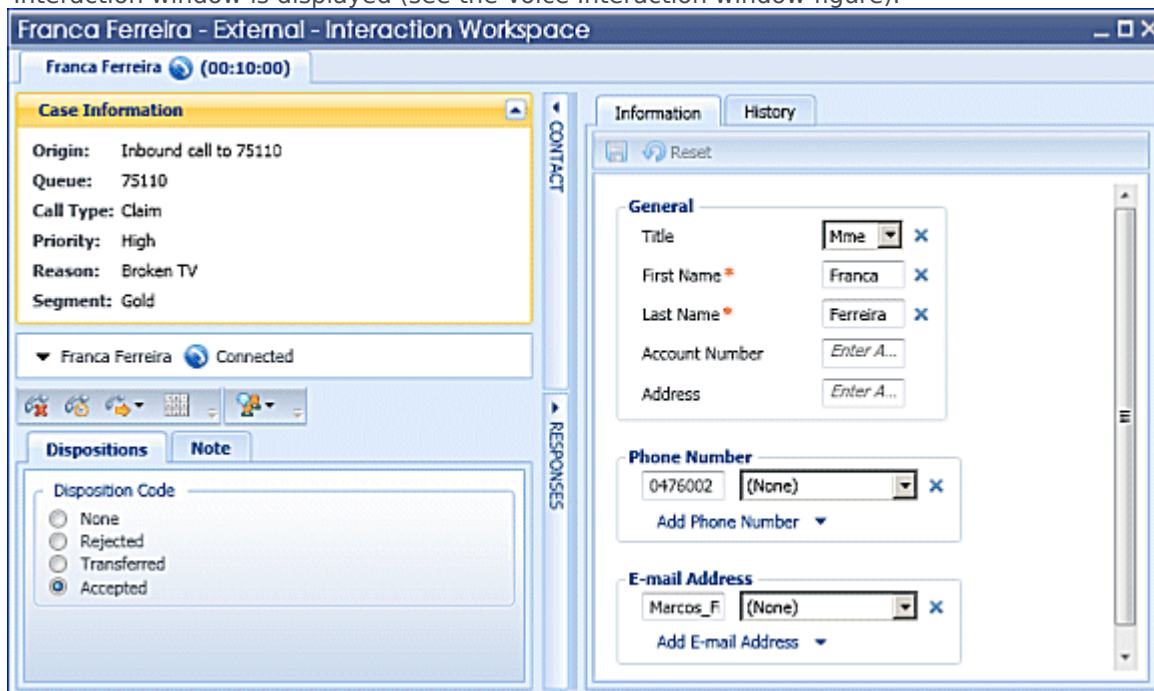 interaction window is displayed (see the Voice Interaction window figure).
Franca Ferreira - External - Interaction Workspace
Franca Ferreira (00:10:00)
Case Information
Origin: Inbound call to 75110
Queue: 75110
Call Type: Claim
Priority: High
Reason: Broken TV
Segment: Gold
Franca Ferreira Connected
Dispositions Note
Disposition Code
None
Rejected
Transferred
Accepted
CONTACT
RESPONSES
Information History
Reset
General
Title Mme
First Name* Franca
Last Name* Ferreira
Account Number Enter A...
Address Enter A...
Phone Number
0476002 (None)
Add Phone Number
E-mail Address
Marcos_F (None)
Add E-mail Address